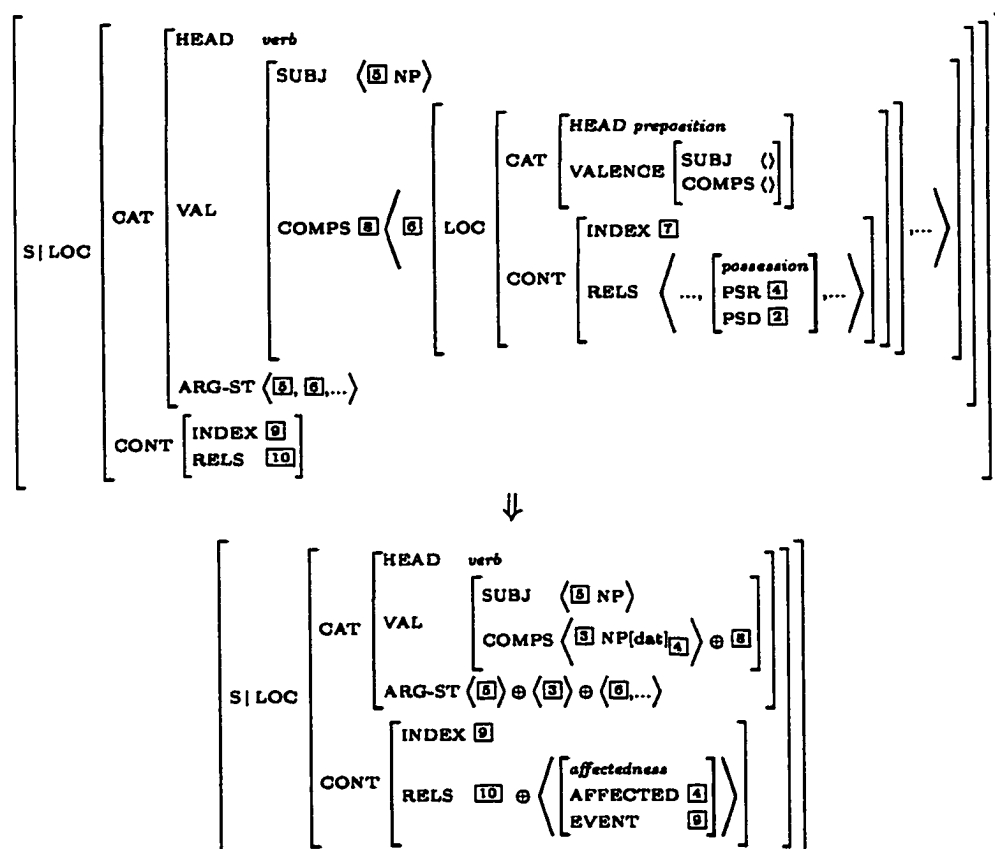 HEAD verb
SUBJ ⟨[5] NP⟩
HEAD preposition
CAT
VALENCE
SUBJ ⟨⟩
COMPS ⟨⟩
CAT VAL
COMPS [8] ⟨ [6] LOC
INDEX [7]
S|LOC
CONT
RELS ⟨ ..., possession
PSR [4] ,... ⟩ ,... ⟩
PSD [2]
ARG-ST ⟨[5], [6],...⟩
CONT
INDEX [9]
RELS [10]
⇓
HEAD verb
SUBJ ⟨[5] NP⟩
CAT VAL
COMPS ⟨[3] NP[dat][4]⟩ ⊕ [8]
S|LOC
ARG-ST ⟨[5]⟩ ⊕ ⟨[3]⟩ ⊕ ⟨[6],...⟩
INDEX [9]
CONT
affectedness
RELS [10] ⊕ ⟨ AFFECTED [4] ⟩
EVENT [9]